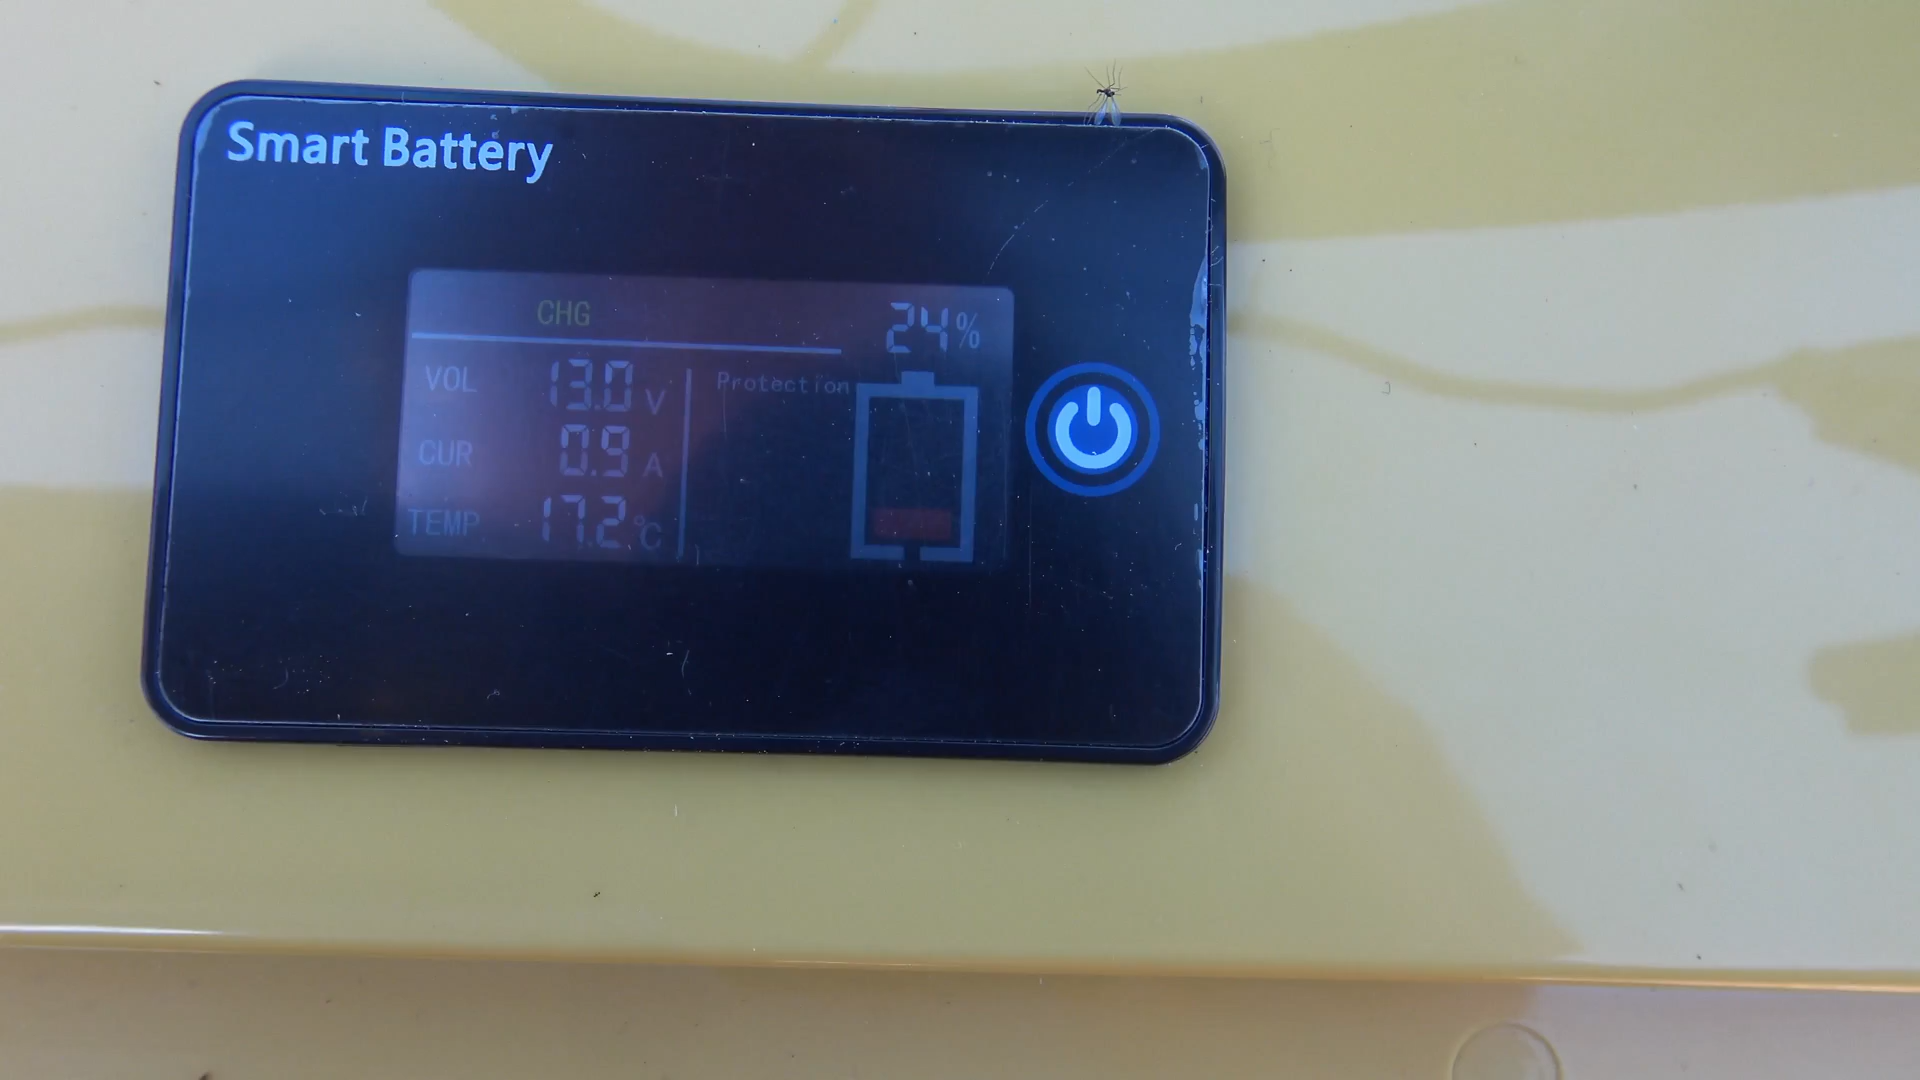 Smart Battery
CHG
24%
VOL 13.0 V
Protection
CUR 0.9 A
TEMP. 17.2 °C